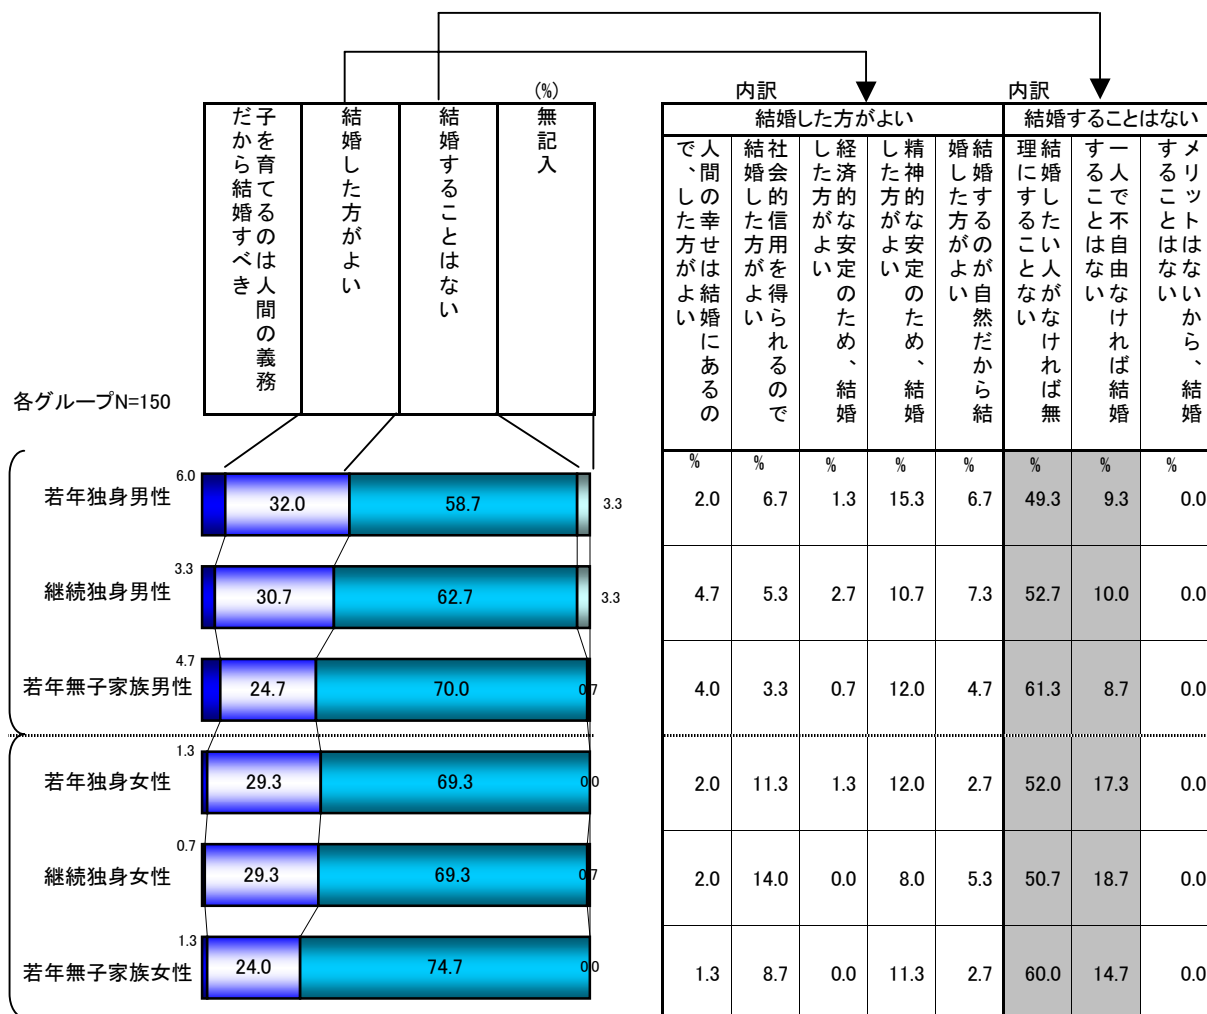 (%)
子を育てるのは人間の義務
だから結婚すべき
結婚した方がよい
結婚することはない
無記入
内訳
内訳
結婚した方がよい
結婚することはない
人間の幸せは結婚にあるの
で、した方がよい
社会的信用を得られるので
結婚した方がよい
経済的な安定のため、結婚
した方がよい
精神的な安定のため、結婚
した方がよい
結婚するのが自然だから結
婚した方がよい
結婚したい人がなければ無
理にすることない
一人で不自由なければ結婚
することはない
メリットはないから、結婚
することはない
各グループN=150
% % % % % % % %
若年独身男性 6.0 32.0 58.7 3.3 2.0 6.7 1.3 15.3 6.7 49.3 9.3 0.0
継続独身男性 3.3 30.7 62.7 3.3 4.7 5.3 2.7 10.7 7.3 52.7 10.0 0.0
若年無子家族男性 4.7 24.7 70.0 0.7 4.0 3.3 0.7 12.0 4.7 61.3 8.7 0.0
若年独身女性 1.3 29.3 69.3 0.0 2.0 11.3 1.3 12.0 2.7 52.0 17.3 0.0
継続独身女性 0.7 29.3 69.3 0.7 2.0 14.0 0.0 8.0 5.3 50.7 18.7 0.0
若年無子家族女性 1.3 24.0 74.7 0.0 1.3 8.7 0.0 11.3 2.7 60.0 14.7 0.0